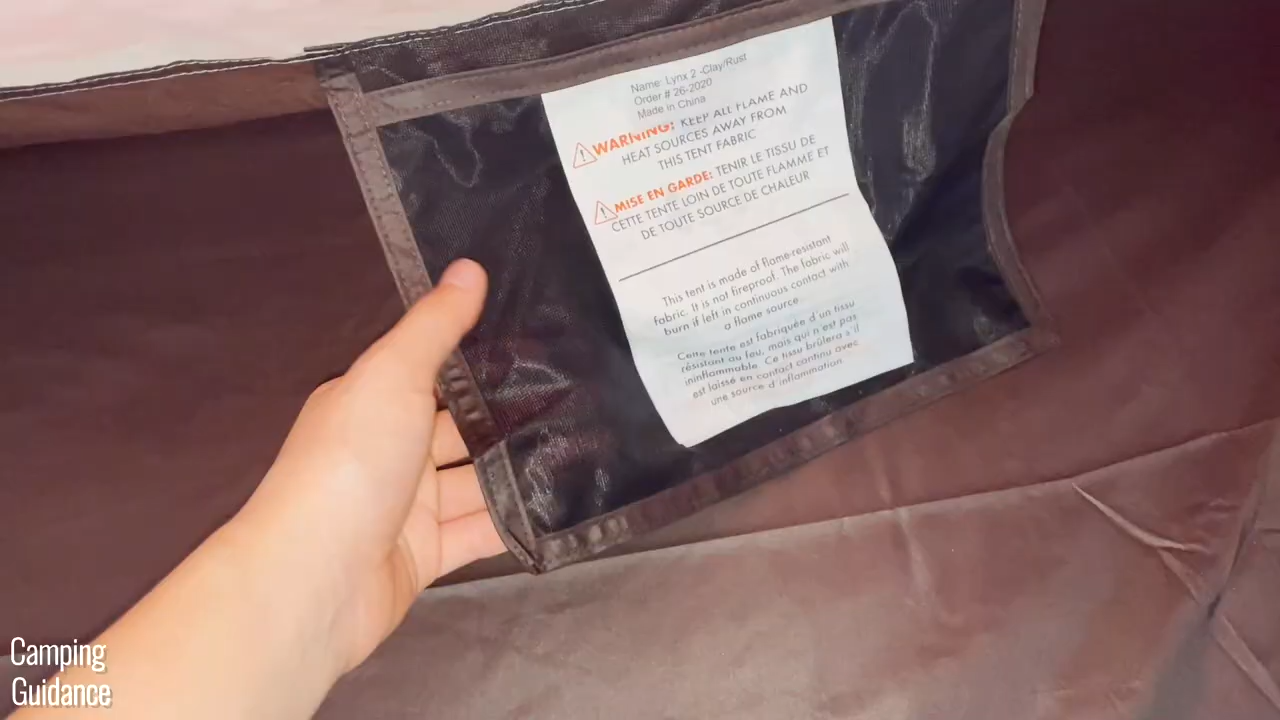 Name: Lynx 2 -Clay/Rust
Order # 26-2020
Made in China
WARNING: KEEP ALL FLAME AND
HEAT SOURCES AWAY FROM
THIS TENT FABRIC
MISE EN GARDE: TENIR LE TISSU DE
CETTE TENTE LOIN DE TOUTE FLAMME ET
DE TOUTE SOURCE DE CHALEUR
This tent is made of flame-resistant
fabric. It is not fireproof. The fabric will
burn if left in continuous contact with
a flame source
Cette tente est fabriquée d'un tissu
résistant au feu, mais qui n'est pas
ininflammable. Ce tissu brûlera s'il
est laissé en contact continu avec
une source d'inflammation.
Camping
Guidance